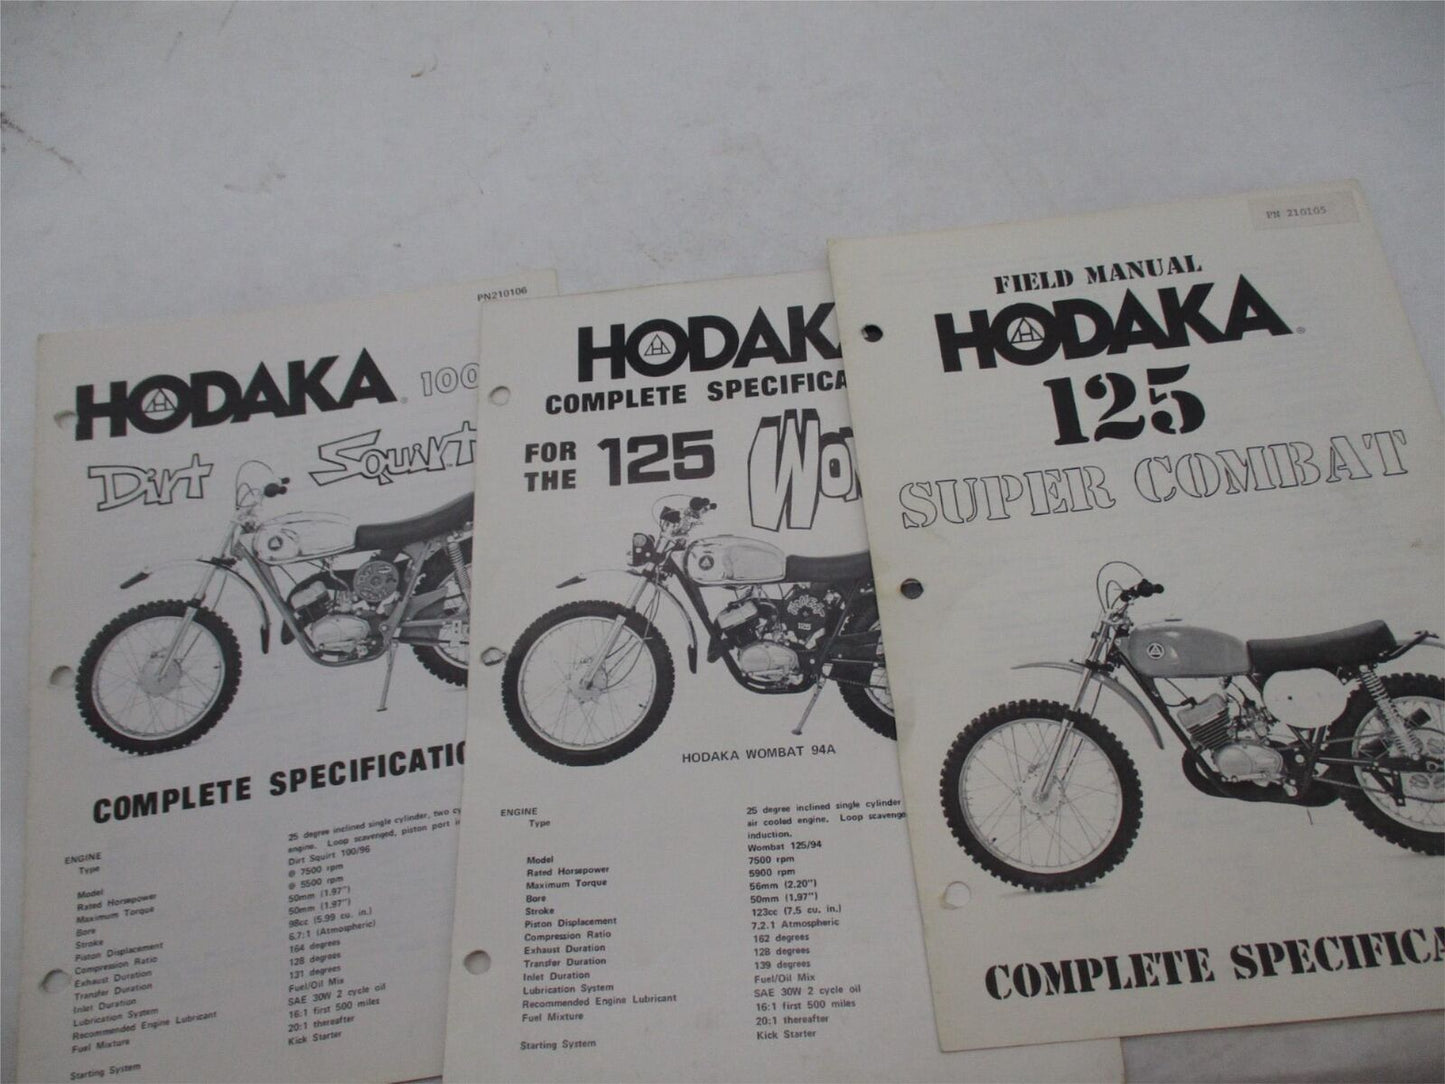 PN210106
HODAKA® 100
Dirt Squirt
COMPLETE SPECIFICATIO
ENGINE
Type 25 degree inclined single cylinder, two cy
engine. Loop scavenged, piston port i
Model Dirt Squirt 100/96
Rated Horsepower @ 7500 rpm
Maximum Torque @ 5500 rpm
Bore 50mm (1.97")
Stroke 50mm (1.97")
Piston Displacement 98cc (5.99 cu. in.)
Compression Ratio 6.7:1 (Atmospheric)
Exhaust Duration 164 degrees
Transfer Duration 128 degrees
Inlet Duration 131 degrees
Lubrication System Fuel/Oil Mix
Recommended Engine Lubricant SAE 30W 2 cycle oil
Fuel Mixture 16:1 first 500 miles
20:1 thereafter
Starting System Kick Starter
HODAK
COMPLETE SPECIFICA
FOR THE 125 Wom
WOMBAT
125
HODAKA WOMBAT 94A
ENGINE
Type 25 degree inclined single cylinder
air cooled engine. Loop scavenge
induction.
Model Wombat 125/94
Rated Horsepower 7500 rpm
Maximum Torque 5900 rpm
Bore 56mm (2.20")
Stroke 50mm (1.97")
Piston Displacement 123cc (7.5 cu. in.)
Compression Ratio 7.2.1 Atmospheric
Exhaust Duration 162 degrees
Transfer Duration 128 degrees
Inlet Duration 139 degrees
Lubrication System Fuel/Oil Mix
Recommended Engine Lubricant SAE 30W 2 cycle oil
Fuel Mixture 16:1 first 500 miles
20:1 thereafter
Starting System Kick Starter
PN 210105
FIELD MANUAL
HODAKA®
125
SUPER COMBAT
COMPLETE SPECIFICA